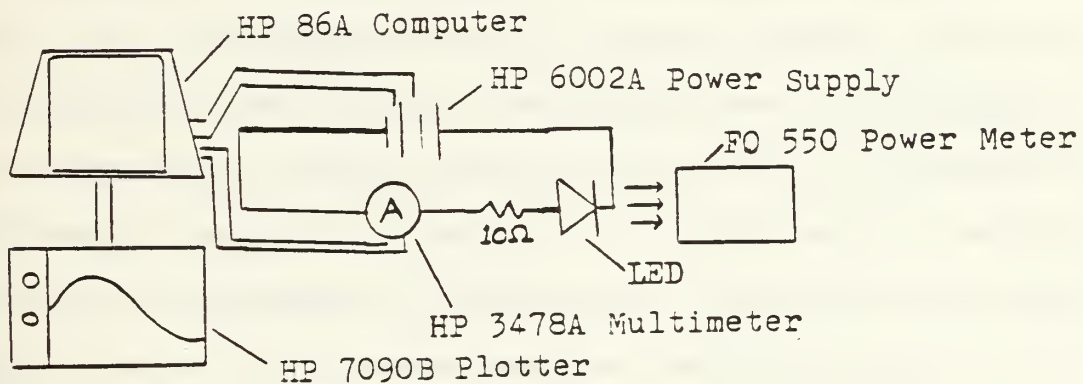 HP 86A Computer
HP 6002A Power Supply
FO 550 Power Meter
A
10Ω
LED
HP 3478A Multimeter
HP 7090B Plotter